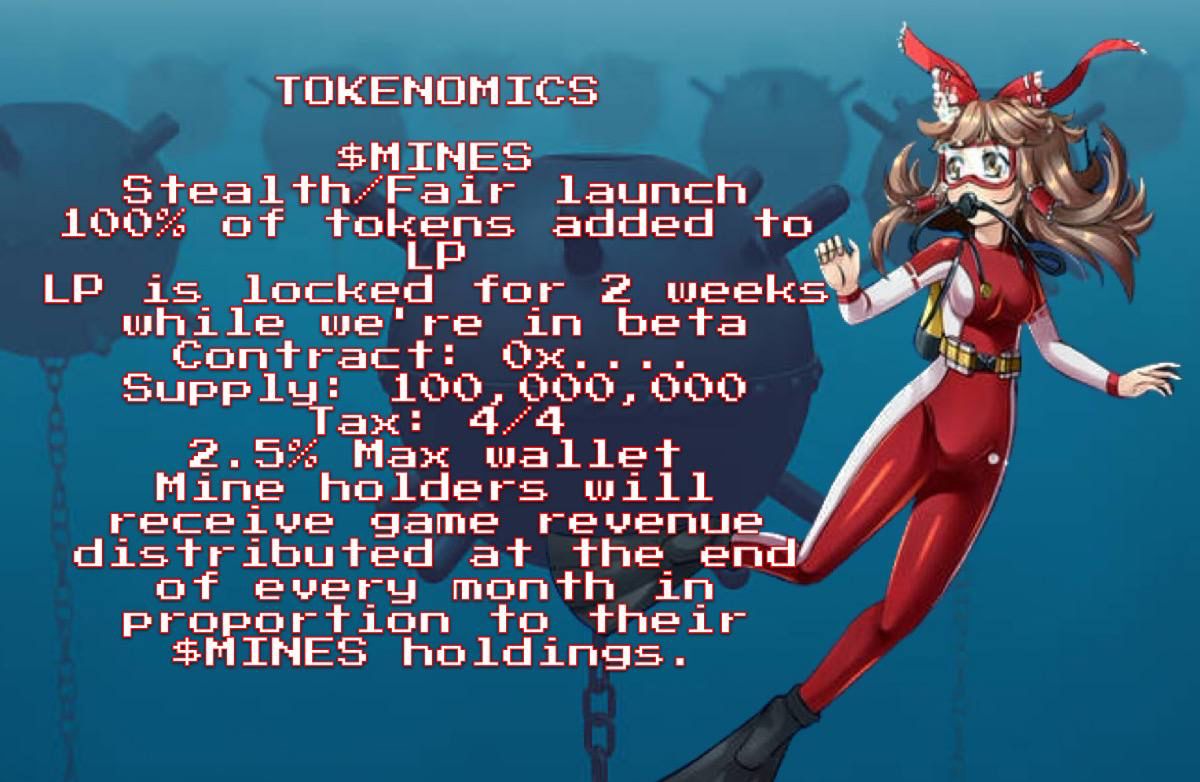 TOKENOMICS
$MINES
Stealth/Fair launch
100% of tokens added to
LP
LP is locked for 2 weeks
while we're in beta
Contract: 0x....
Supply: 100,000,000
Tax: 4/4
2.5% Max wallet
Mine holders will
receive game revenue
distributed at the end
of every month in
proportion to their
$MINES holdings.